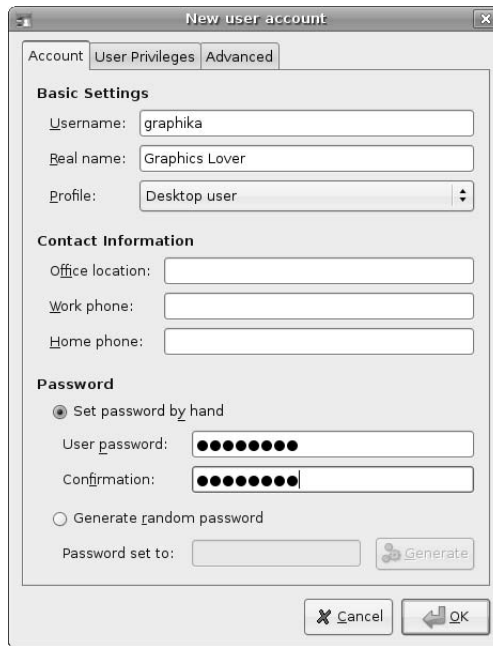 New user account
Account User Privileges Advanced
Basic Settings
Username: graphika
Real name: Graphics Lover
Profile: Desktop user
Contact Information
Office location:
Work phone:
Home phone:
Password
Set password by hand
User password: ●●●●●●●●
Confirmation: ●●●●●●●●
Generate random password
Password set to: Generate
Cancel OK